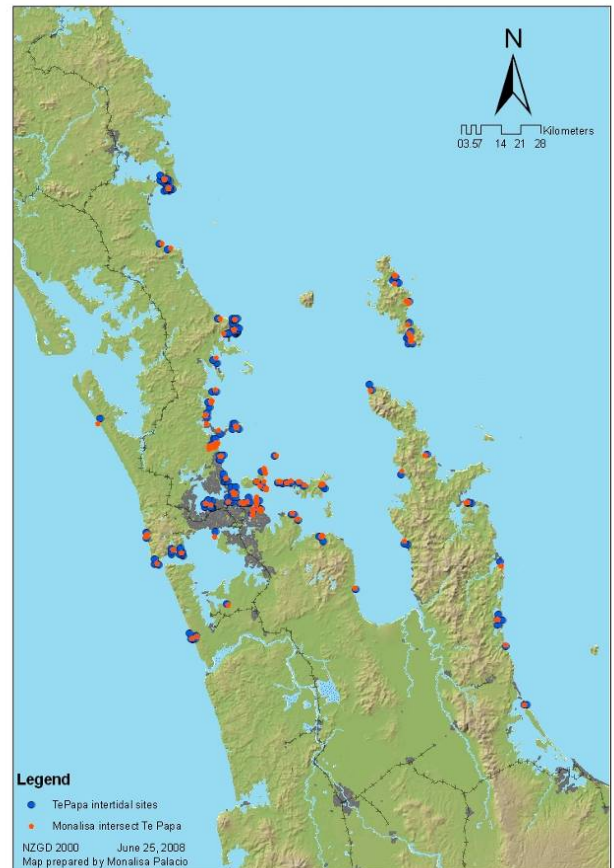 N
Kilometers
03.57 14 21 28
Legend
TePapa intertidal sites
Monalisa intersect Te Papa
NZGD 2000 June 25, 2008
Map prepared by Monalisa Palacio